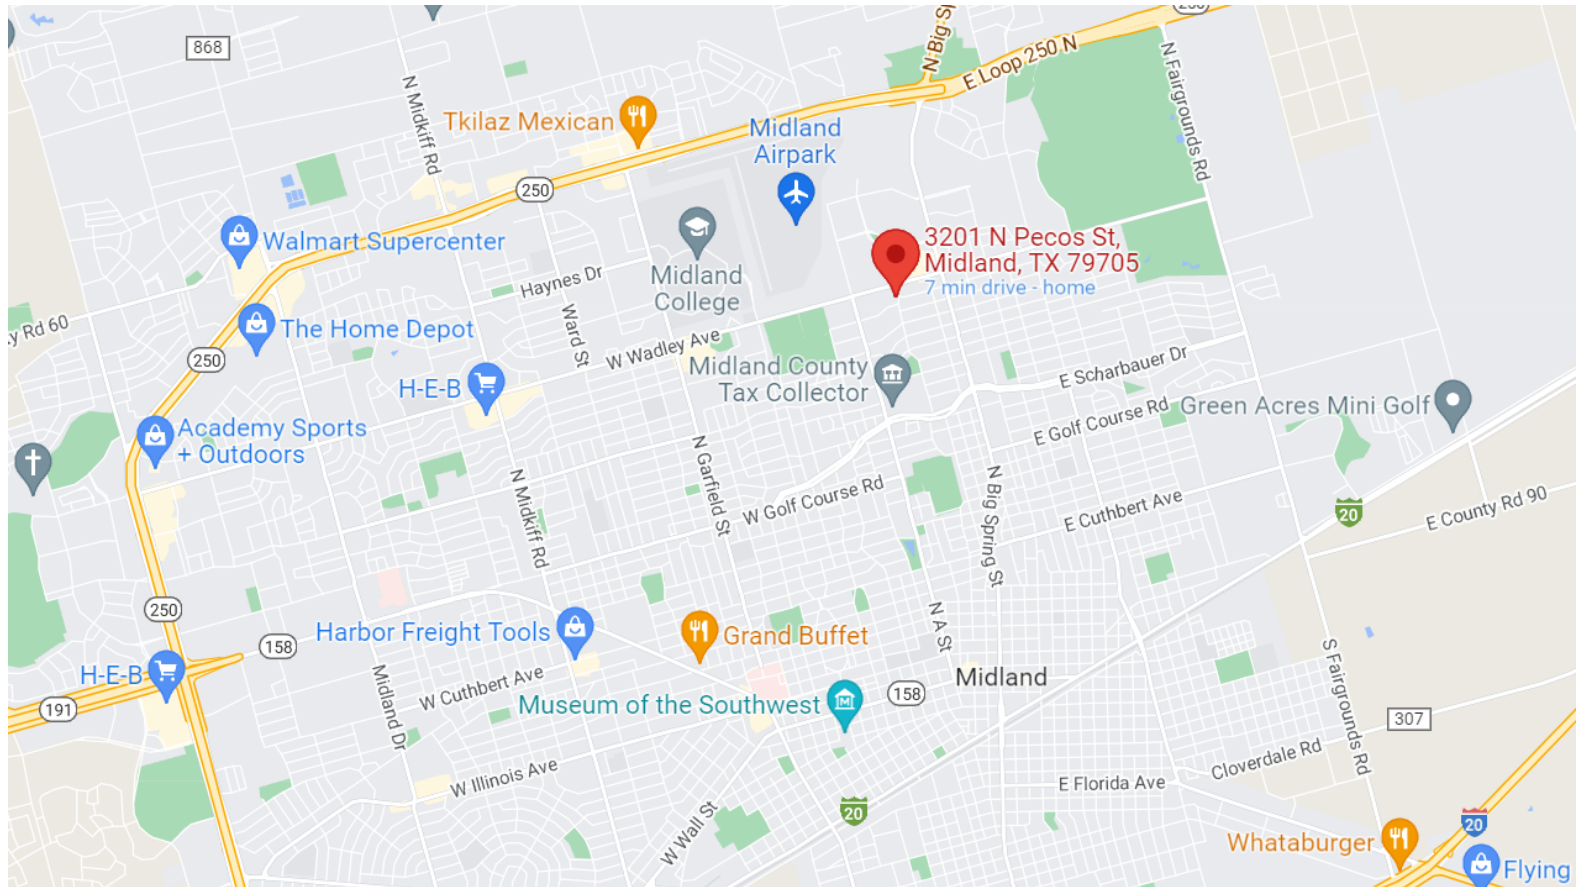 868
N Midkiff Rd
N Big Sp
E Loop 250 N
250
N Fairgrounds Rd
Tkilaz Mexican
Midland
Airpark
250
Walmart Supercenter
Haynes Dr
Midland
College
3201 N Pecos St,
Midland, TX 79705
7 min drive - home
y Rd 60
The Home Depot
Ward St
W Wadley Ave
250
H-E-B
Midland County
Tax Collector
E Scharbauer Dr
E Golf Course Rd
Green Acres Mini Golf
Academy Sports
+ Outdoors
N Midkiff Rd
N Garfield St
W Golf Course Rd
N Big Spring St
E Cuthbert Ave
20
E County Rd 90
250
158
Harbor Freight Tools
Grand Buffet
N A St
H-E-B
191
Midland Dr
W Cuthbert Ave
Museum of the Southwest
M
158
Midland
S Fairgrounds Rd
307
W Illinois Ave
W Wall St
20
E Florida Ave
Cloverdale Rd
20
Whataburger
Flying